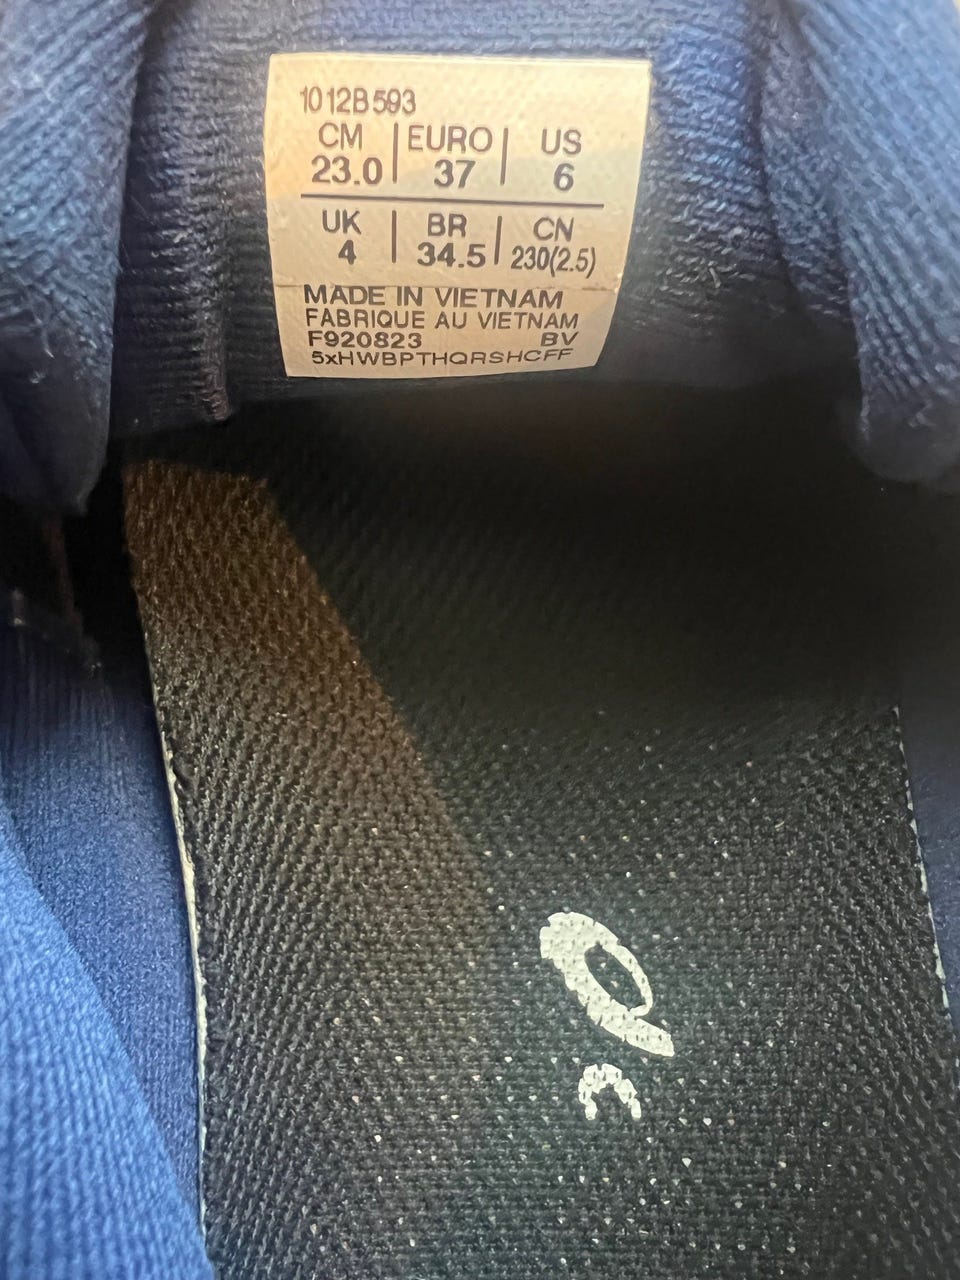 1012B593
CM | EURO | US
23.0 | 37 | 6
UK | BR | CN
4 | 34.5 | 230(2.5)
MADE IN VIETNAM
FABRIQUE AU VIETNAM
F920823 BV
5xHWBPTHQRSHCFF